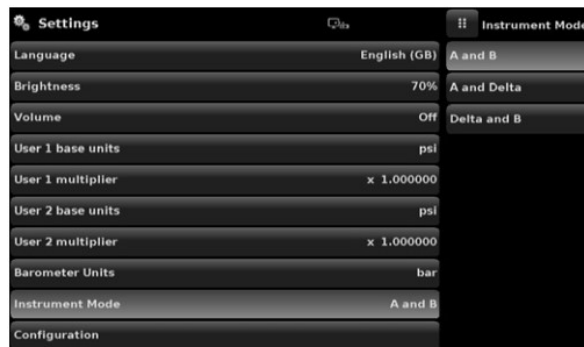 Settings
Language English (GB)
Brightness 70%
Volume Off
User 1 base units psi
User 1 multiplier x 1.000000
User 2 base units psi
User 2 multiplier x 1.000000
Barometer Units bar
Instrument Mode A and B
Configuration
Instrument Mode
A and B
A and Delta
Delta and B